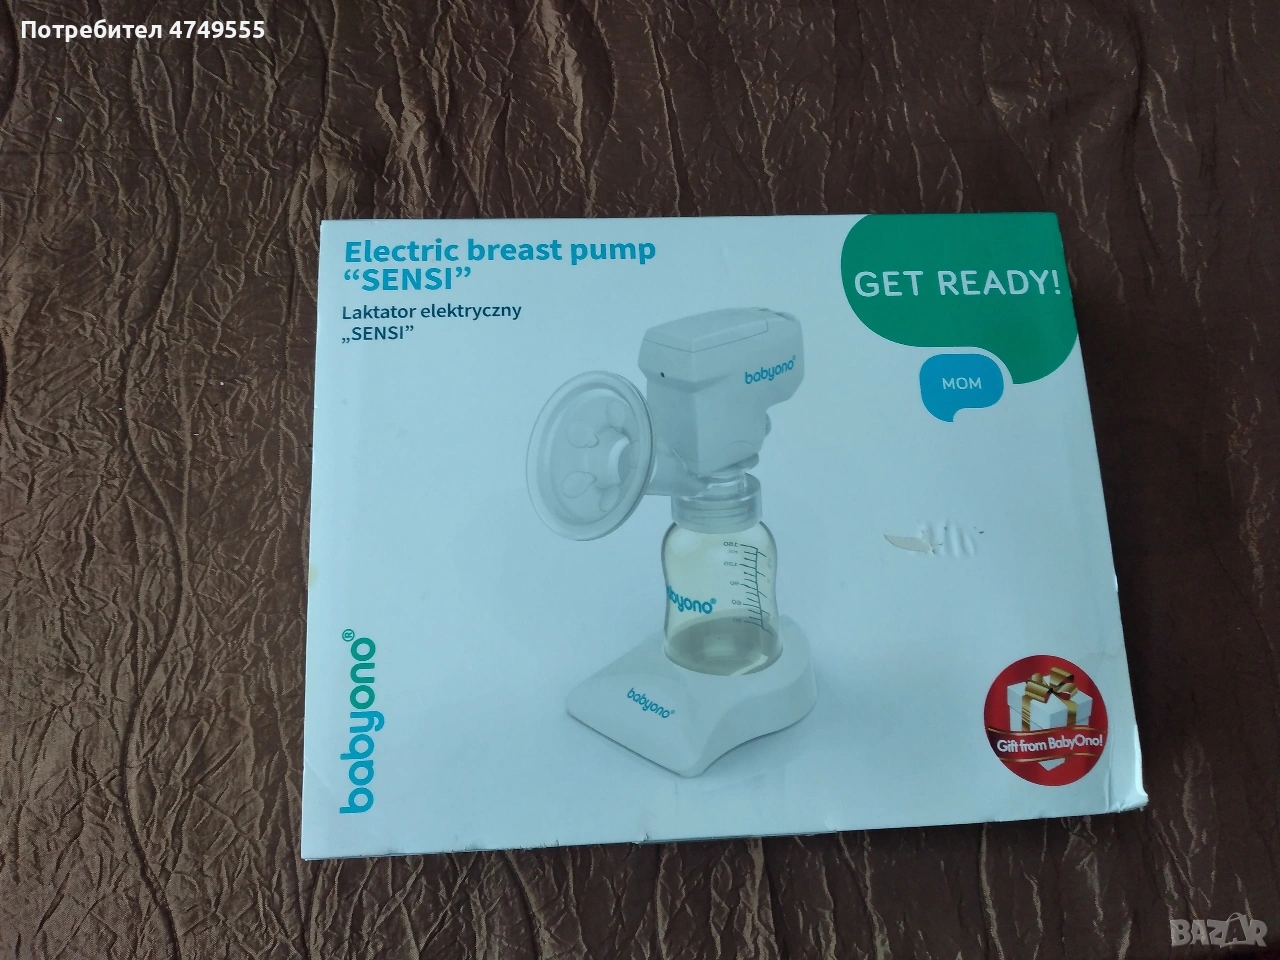 Потребител 4749555
Electric breast pump
“SENSI”
Laktator elektryczny
„SENSI”
GET READY!
MOM
babyono®
babyono®
babyono®
babyono®
Gift from BabyOno!
BAZAR